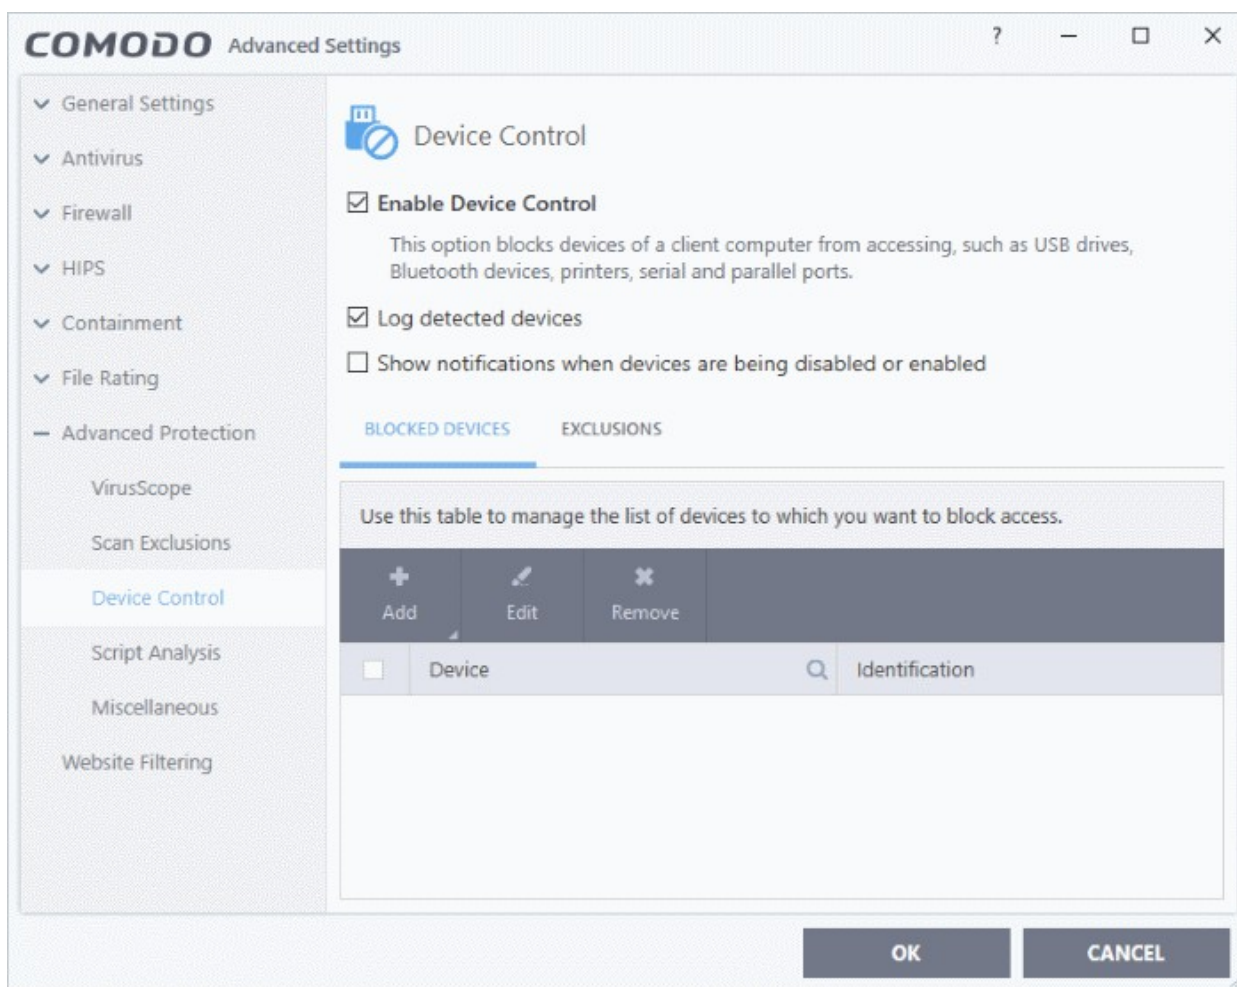 COMODO Advanced Settings ?
General Settings
Antivirus
Firewall
HIPS
Containment
File Rating
Advanced Protection
VirusScope
Scan Exclusions
Device Control
Script Analysis
Miscellaneous
Website Filtering
Device Control
Enable Device Control
This option blocks devices of a client computer from accessing, such as USB drives,
Bluetooth devices, printers, serial and parallel ports.
Log detected devices
Show notifications when devices are being disabled or enabled
BLOCKED DEVICES EXCLUSIONS
Use this table to manage the list of devices to which you want to block access.
Add Edit Remove
Device Identification
OK CANCEL